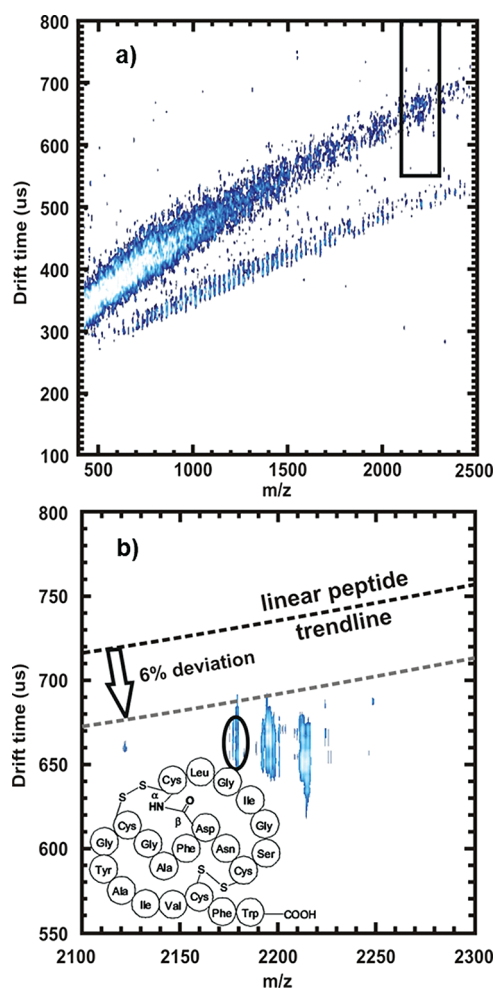 a)
800
700
600
500
400
300
200
100
Drift time (us)
500
1000
1500
2000
2500
m/z
b)
800
750
700
650
600
550
Drift time (us)
linear peptide
trendline
6% deviation
Cys
Leu
Gly
Ile
Gly
Ser
Cys
Asn
Asp
Phe
Ala
Gly
Cys
S
S
α
HN
O
β
Gly
Tyr
Ala
Ile
Val
Cys
S
S
Phe
Trp
COOH
2100
2150
2200
2250
2300
m/z